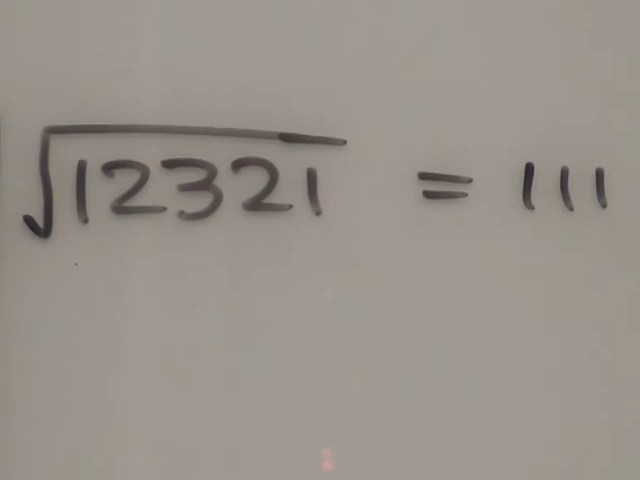 √12321 = 111